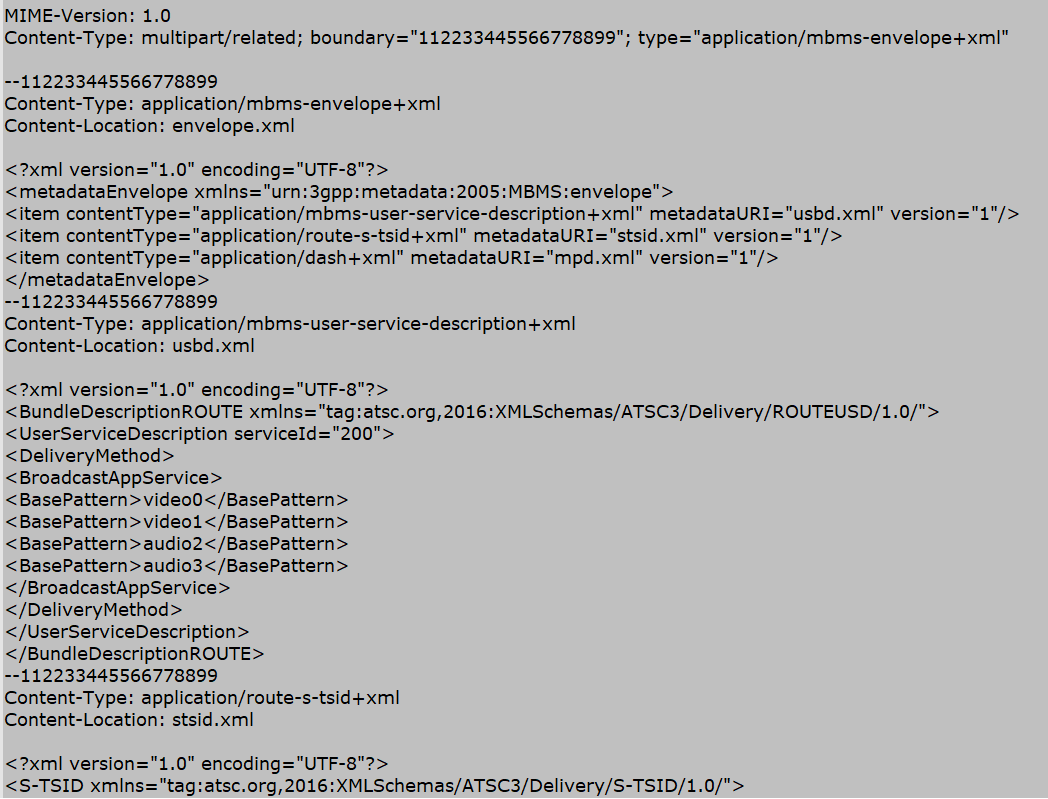 MIME-Version: 1.0
Content-Type: multipart/related; boundary="112233445566778899"; type="application/mbms-envelope+xml"

--112233445566778899
Content-Type: application/mbms-envelope+xml
Content-Location: envelope.xml

<?xml version="1.0" encoding="UTF-8"?>
<metadataEnvelope xmlns="urn:3gpp:metadata:2005:MBMS:envelope">
<item contentType="application/mbms-user-service-description+xml" metadataURI="usbd.xml" version="1"/>
<item contentType="application/route-s-tsid+xml" metadataURI="stsid.xml" version="1"/>
<item contentType="application/dash+xml" metadataURI="mpd.xml" version="1"/>
</metadataEnvelope>
--112233445566778899
Content-Type: application/mbms-user-service-description+xml
Content-Location: usbd.xml

<?xml version="1.0" encoding="UTF-8"?>
<BundleDescriptionROUTE xmlns="tag:atsc.org,2016:XMLSchemas/ATSC3/Delivery/ROUTEUSD/1.0/">
<UserServiceDescription serviceId="200">
<DeliveryMethod>
<BroadcastAppService>
<BasePattern>video0</BasePattern>
<BasePattern>video1</BasePattern>
<BasePattern>audio2</BasePattern>
<BasePattern>audio3</BasePattern>
</BroadcastAppService>
</DeliveryMethod>
</UserServiceDescription>
</BundleDescriptionROUTE>
--112233445566778899
Content-Type: application/route-s-tsid+xml
Content-Location: stsid.xml

<?xml version="1.0" encoding="UTF-8"?>
<S-TSID xmlns="tag:atsc.org,2016:XMLSchemas/ATSC3/Delivery/S-TSID/1.0/">